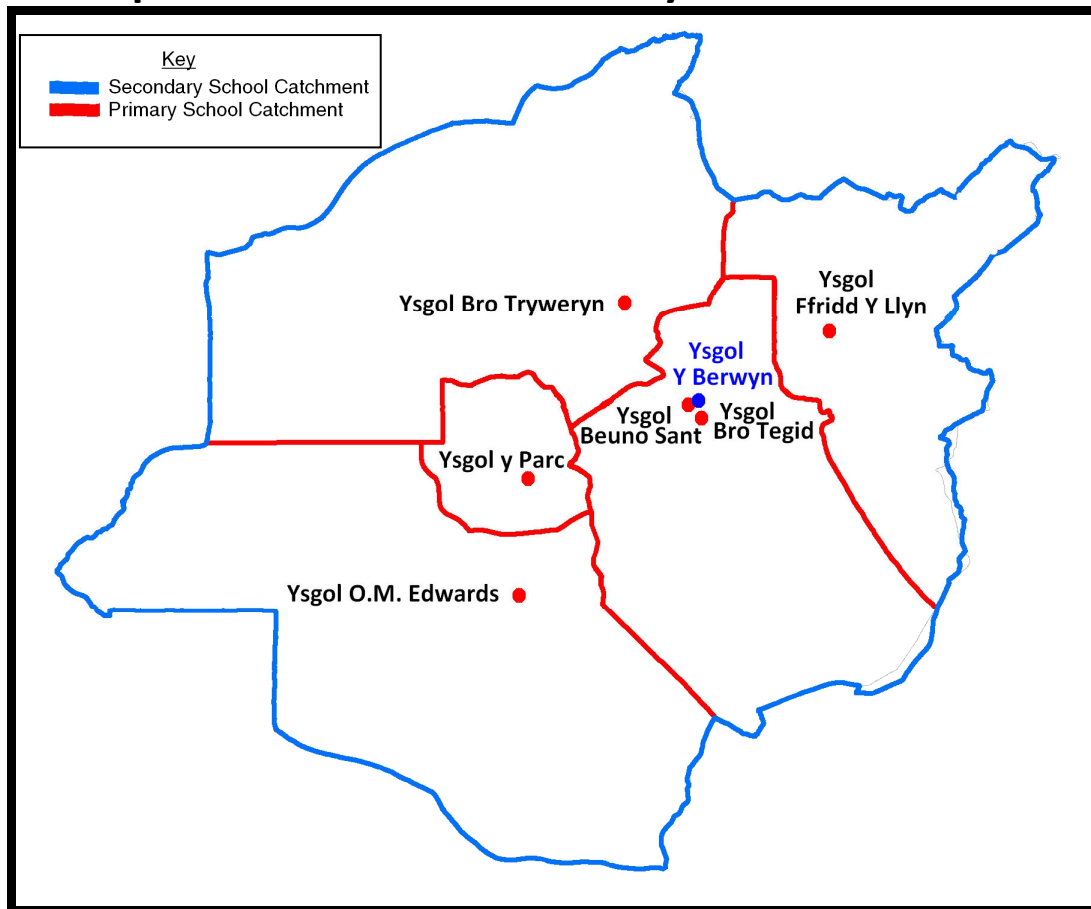 Key
Secondary School Catchment
Primary School Catchment
Ysgol
Ffridd Y Llyn
Ysgol Bro Tryweryn
Ysgol
Y Berwyn
Ysgol
Beuno Sant
Ysgol
Bro Tegid
Ysgol y Parc
Ysgol O.M. Edwards